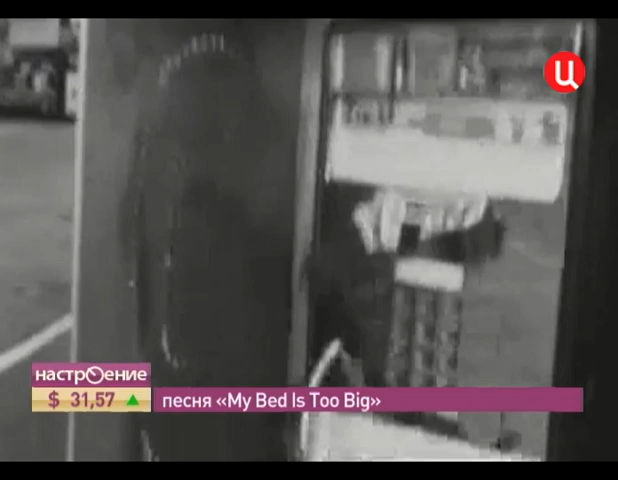 Ц
настроение
$ 31,57
песня «My Bed Is Too Big»